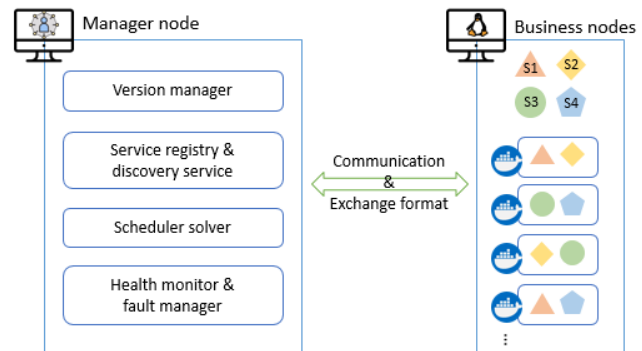 Manager node
Version manager
Service registry &
discovery service
Scheduler solver
Health monitor &
fault manager
Communication
&
Exchange format
Business nodes
S1
S2
S3
S4
⋮